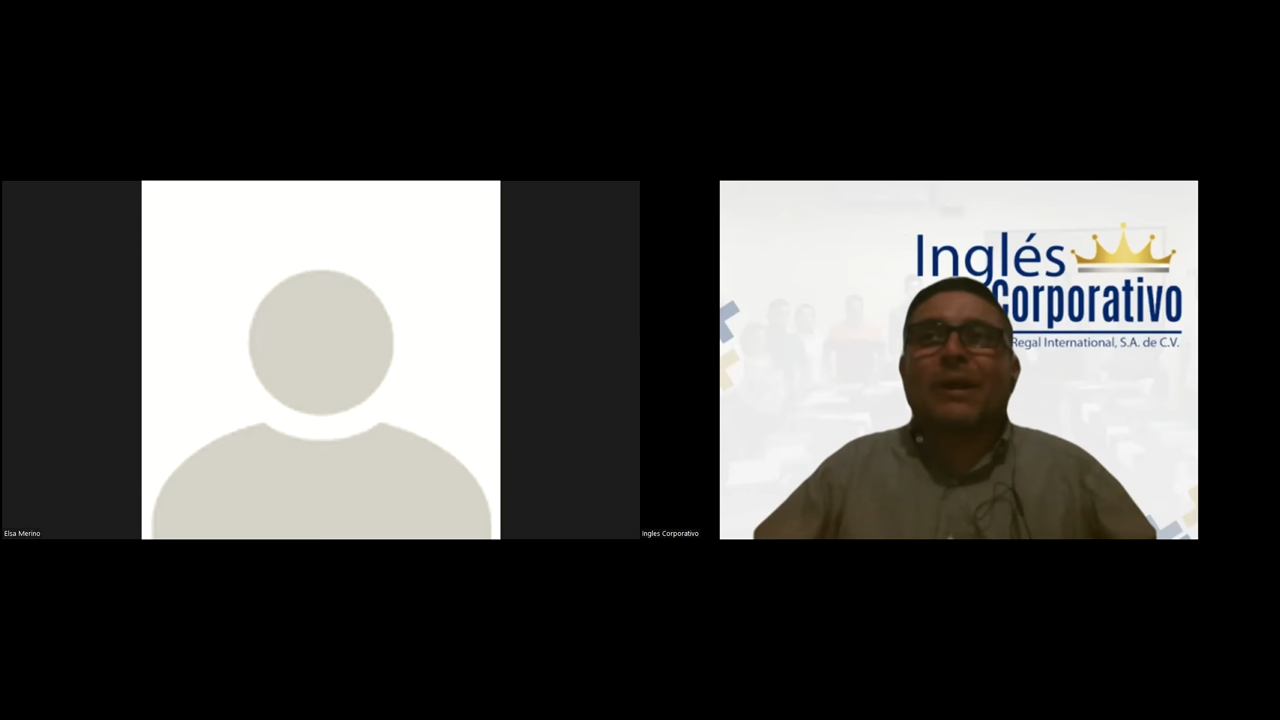 Inglés
Corporativo
Regal International, S.A. de C.V.
Elsa Merino
Ingles Corporativo